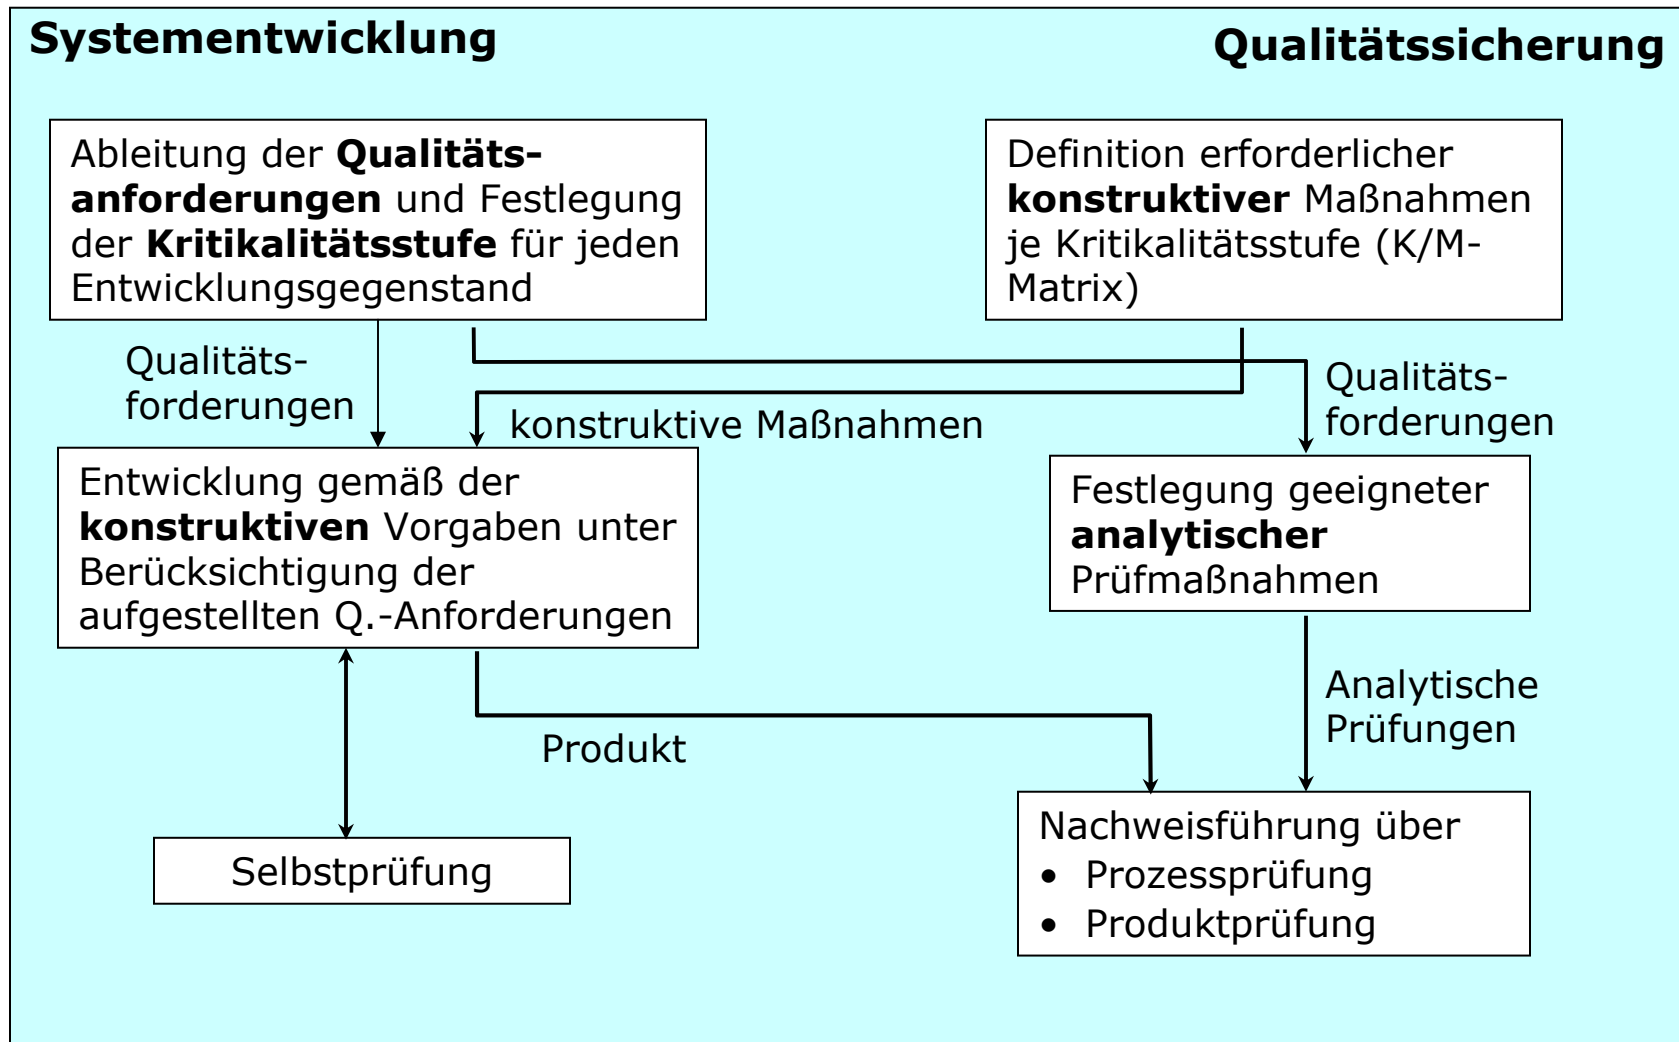 Systementwicklung
Qualitätssicherung
Ableitung der Qualitäts-
anforderungen und Festlegung
der Kritikalitätsstufe für jeden
Entwicklungsgegenstand
Definition erforderlicher
konstruktiver Maßnahmen
je Kritikalitätsstufe (K/M-
Matrix)
Qualitäts-
forderungen
konstruktive Maßnahmen
Qualitäts-
forderungen
Entwicklung gemäß der
konstruktiven Vorgaben unter
Berücksichtigung der
aufgestellten Q.-Anforderungen
Festlegung geeigneter
analytischer
Prüfmaßnahmen
Produkt
Analytische
Prüfungen
Selbstprüfung
Nachweisführung über
• Prozessprüfung
• Produktprüfung